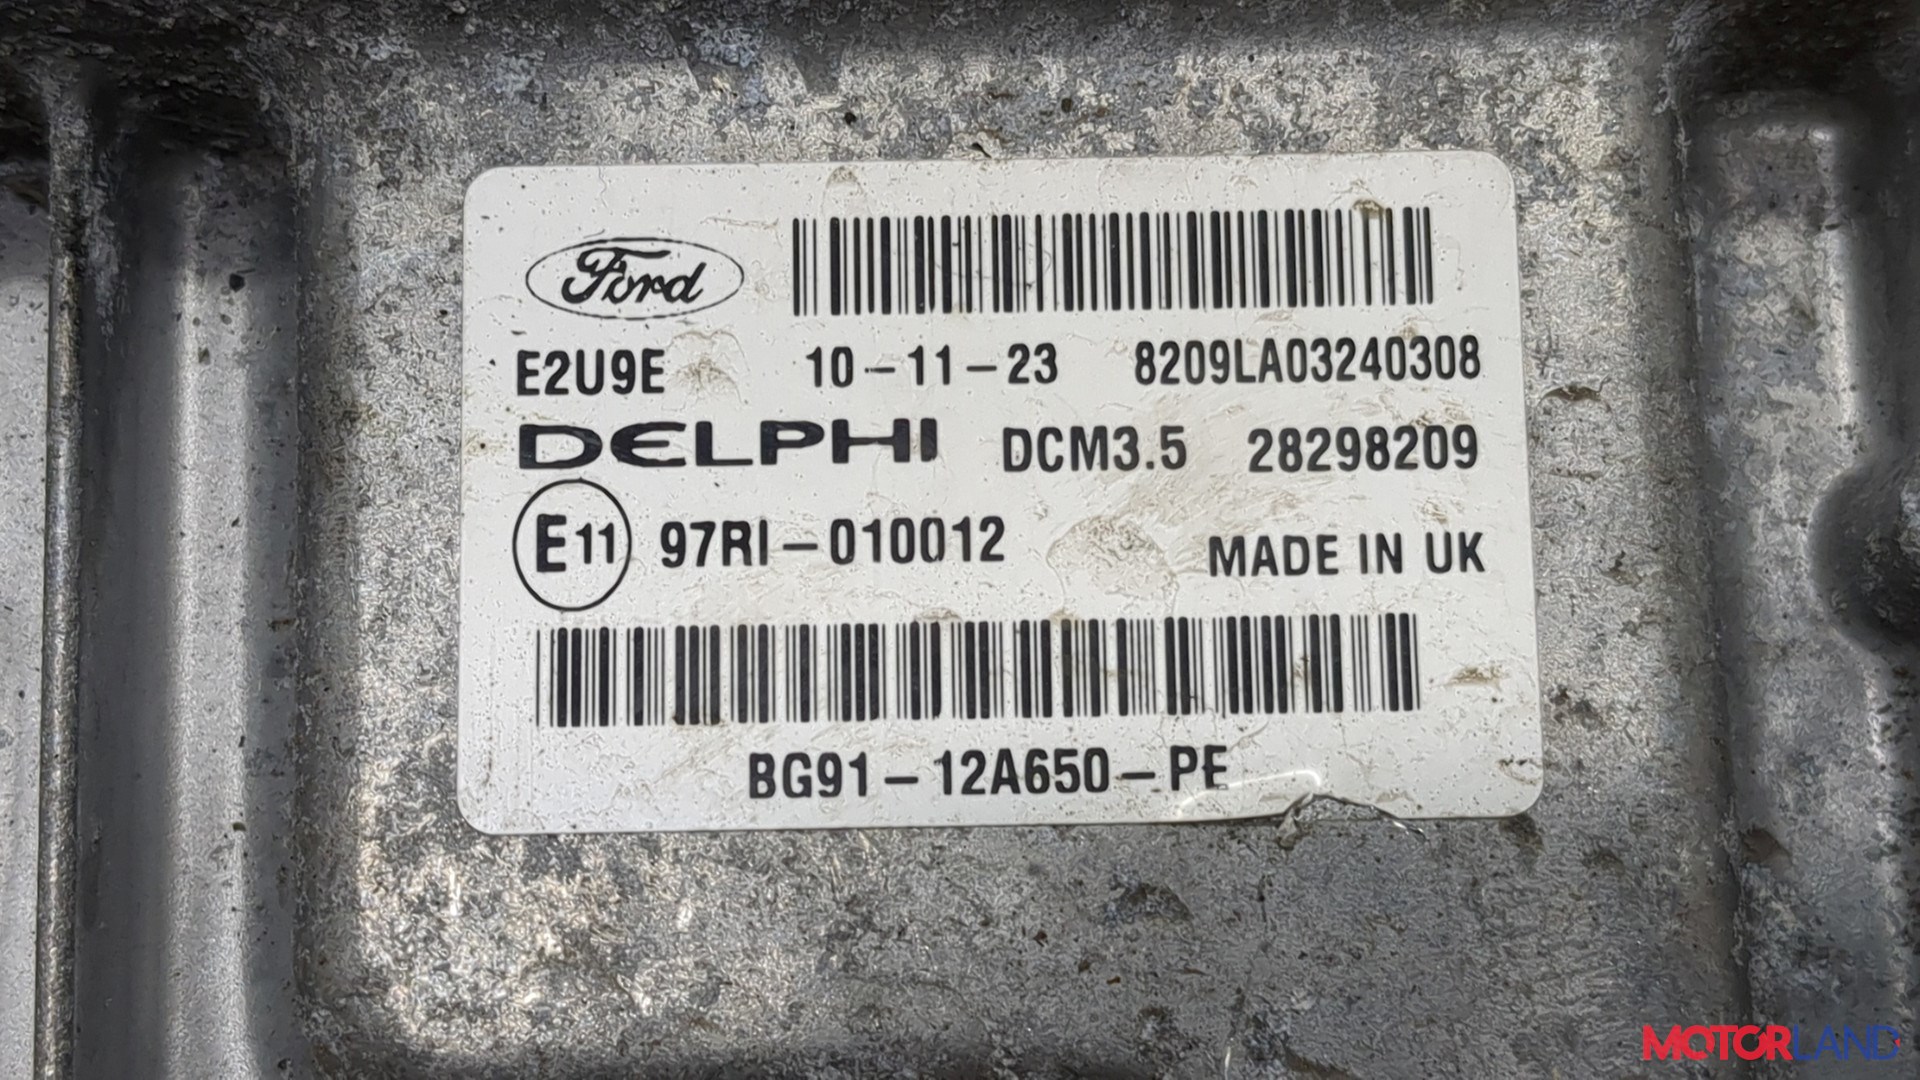 Ford
E2U9E 10-11-23 8209LA03240308
DELPHI DCM3.5 28298209
E11 97RI-010012 MADE IN UK
BG91-12A650-PE
MOTORLAND